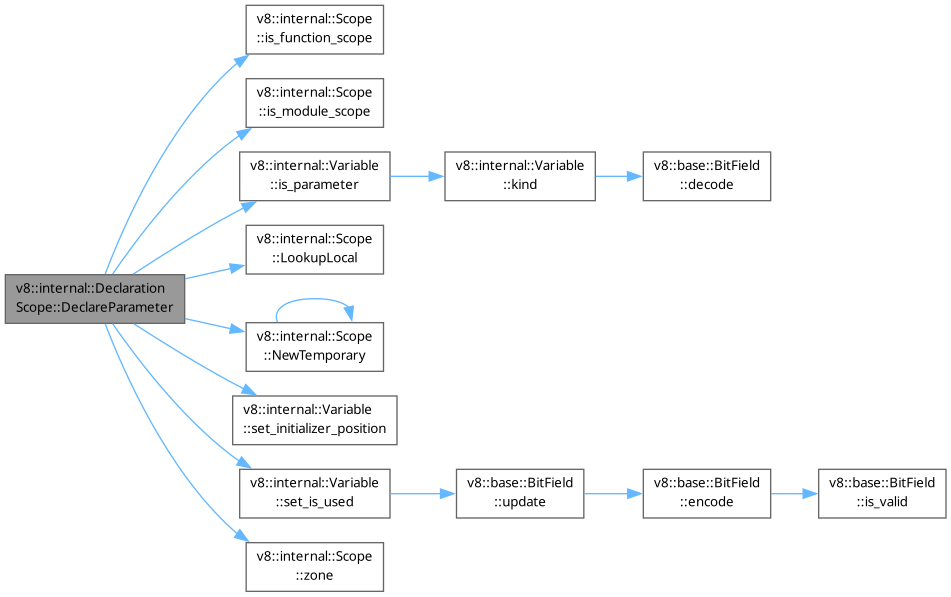 v8::internal::Scope
::is_function_scope
v8::internal::Scope
::is_module_scope
v8::internal::Variable
::is_parameter
v8::internal::Variable
::kind
v8::base::BitField
::decode
v8::internal::Scope
::LookupLocal
v8::internal::Declaration
Scope::DeclareParameter
v8::internal::Scope
::NewTemporary
v8::internal::Variable
::set_initializer_position
v8::internal::Variable
::set_is_used
v8::base::BitField
::update
v8::base::BitField
::encode
v8::base::BitField
::is_valid
v8::internal::Scope
::zone